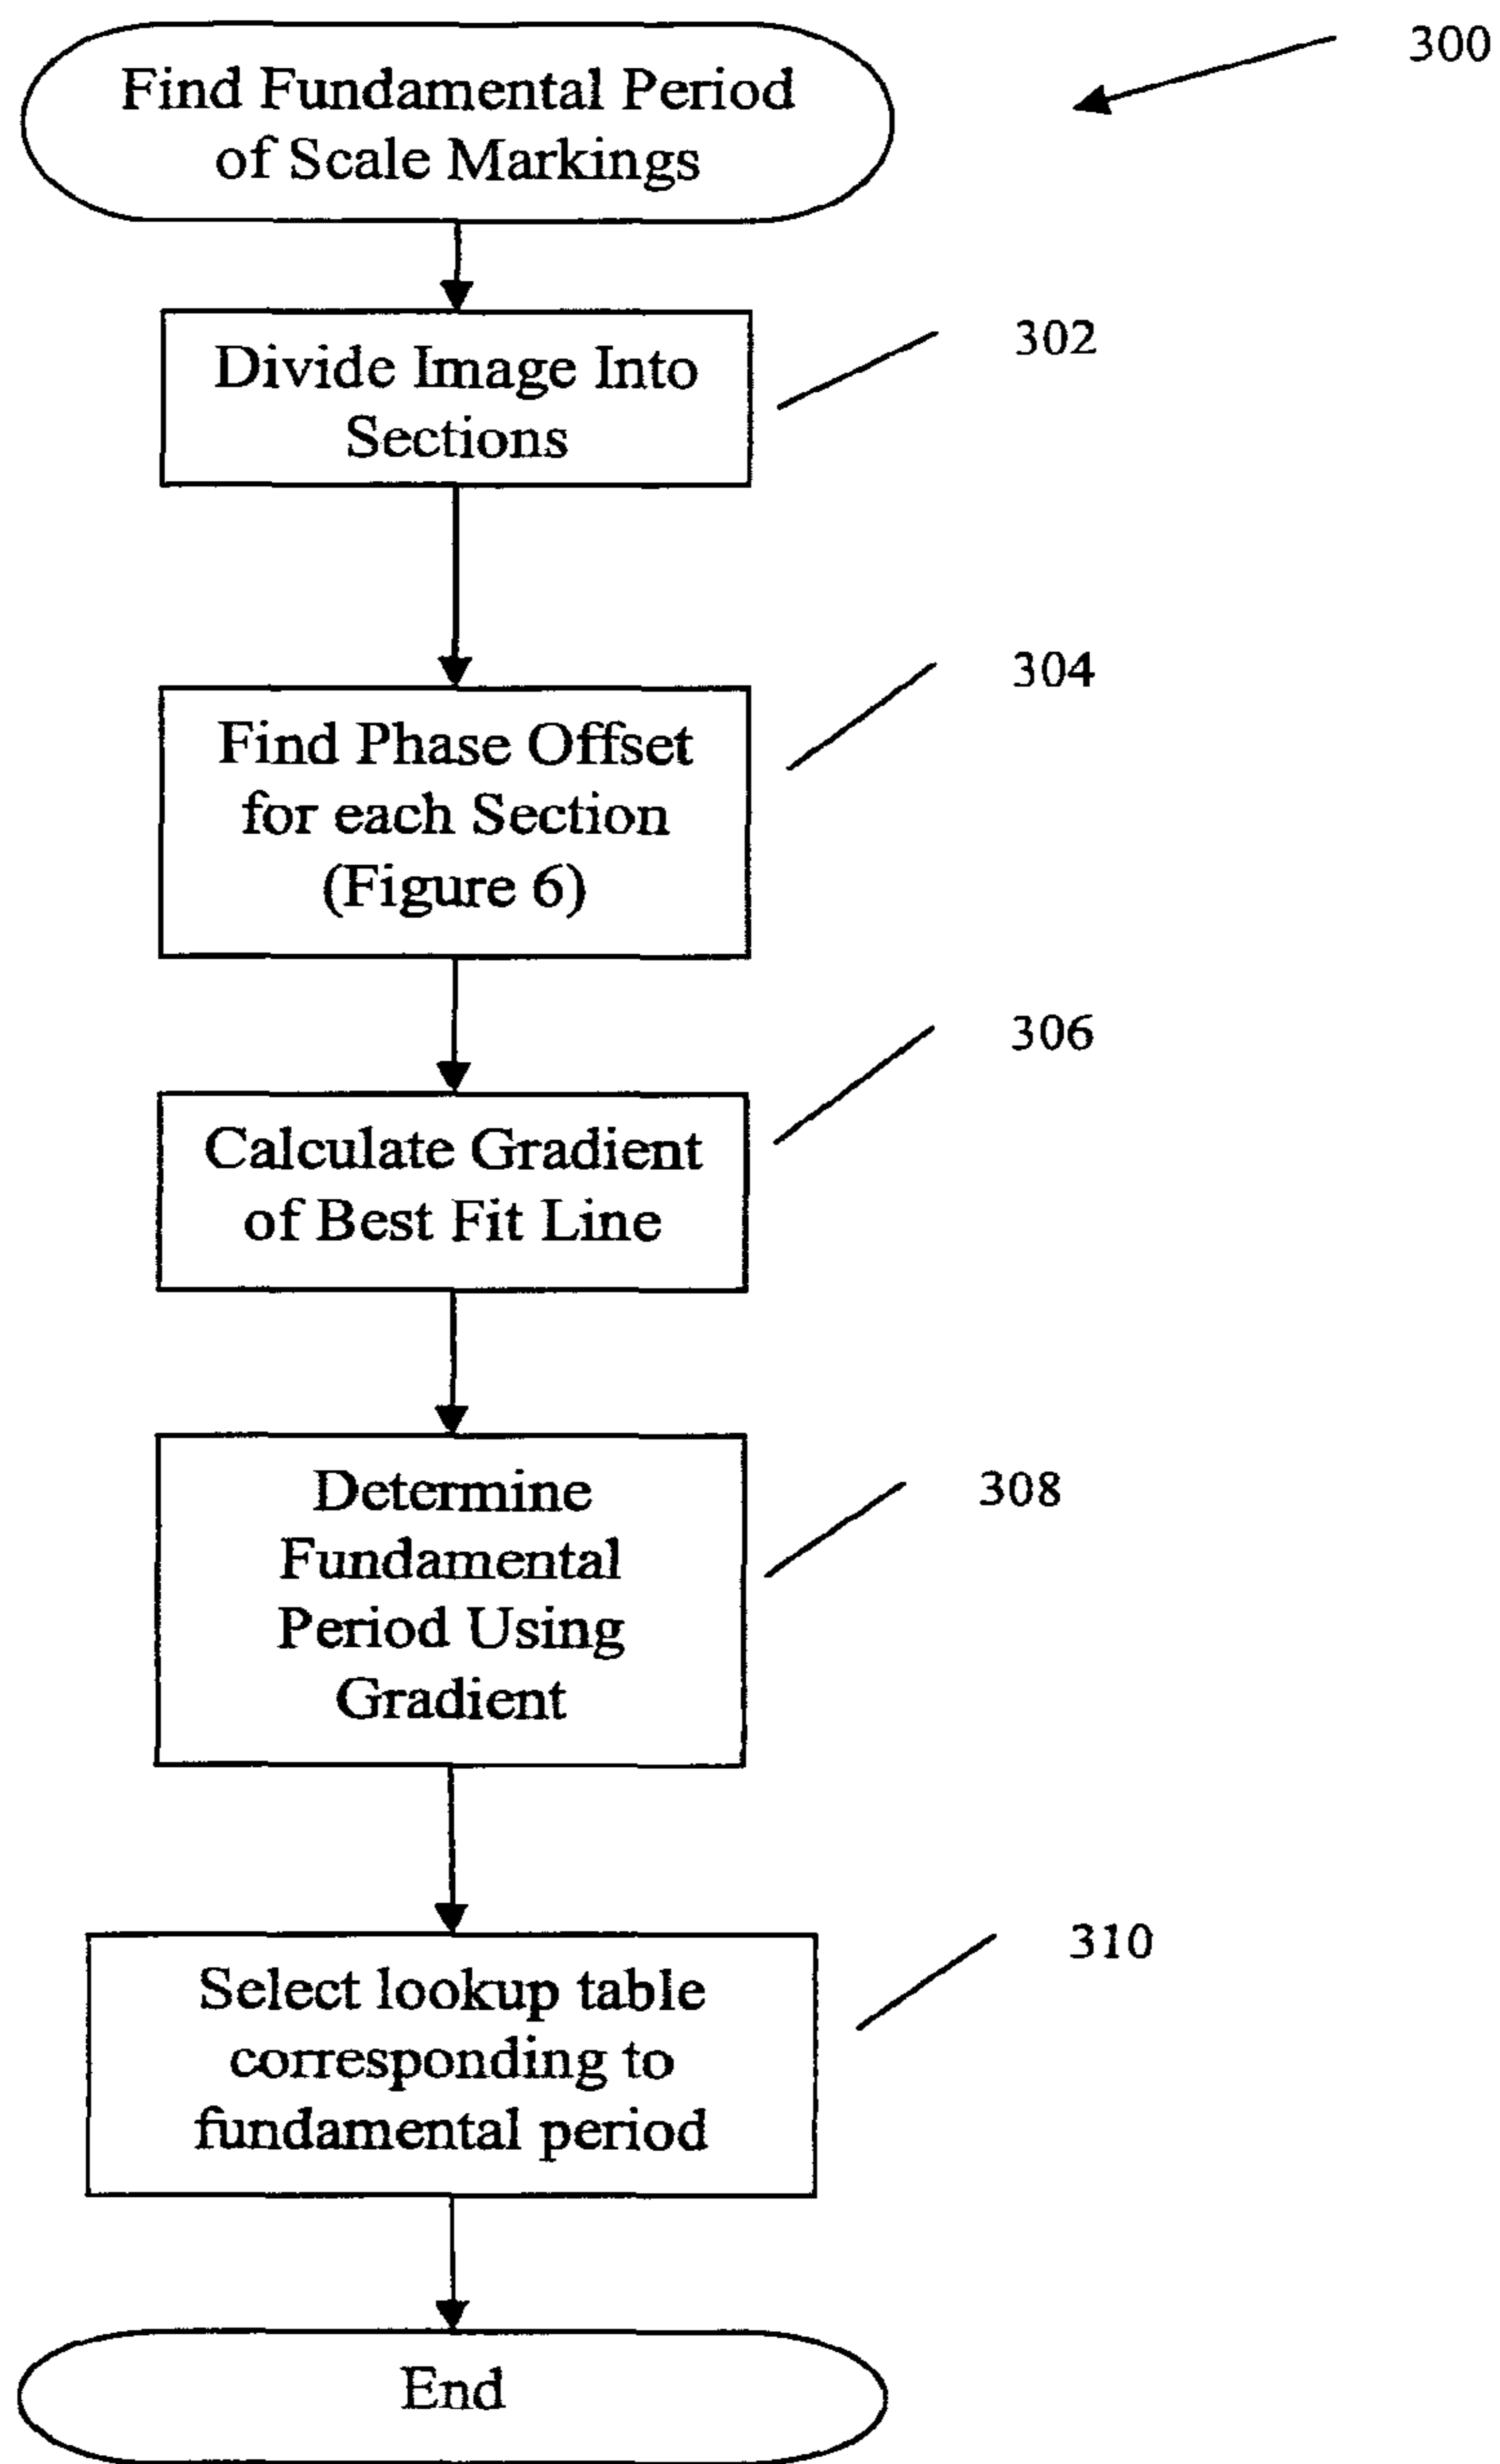 300
Find Fundamental Period
of Scale Markings
302
Divide Image Into
Sections
304
Find Phase Offset
for each Section
(Figure 6)
306
Calculate Gradient
of Best Fit Line
308
Determine
Fundamental
Period Using
Gradient
310
Select lookup table
corresponding to
fundamental period
End